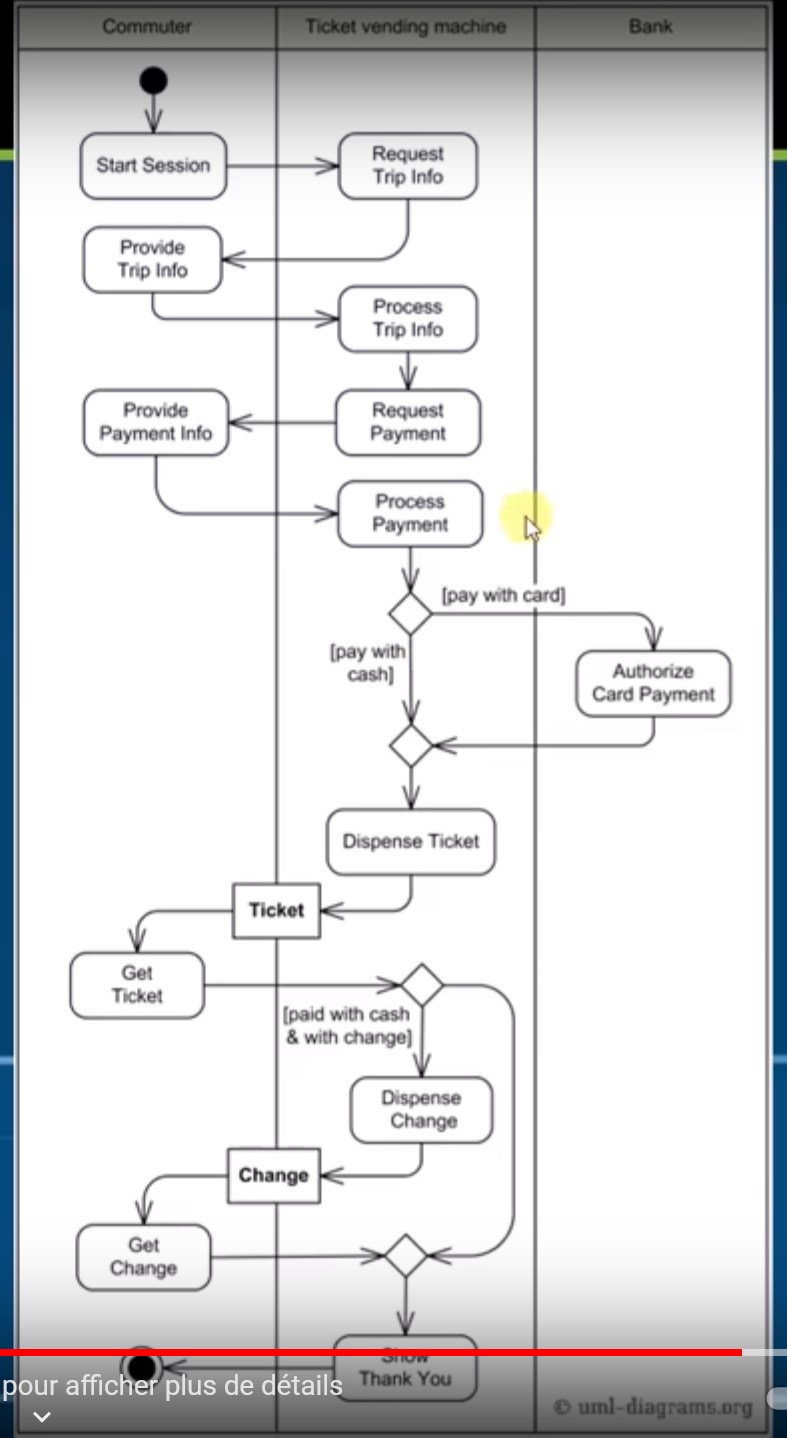 Commuter
Ticket vending machine
Bank
Start Session
Request
Trip Info
Provide
Trip Info
Process
Trip Info
Provide
Payment Info
Request
Payment
Process
Payment
[pay with card]
[pay with
cash]
Authorize
Card Payment
Dispense Ticket
Ticket
Get
Ticket
[paid with cash
& with change]
Dispense
Change
Change
Get
Change
Show
Thank You
pour afficher plus de détails
© uml-diagrams.org